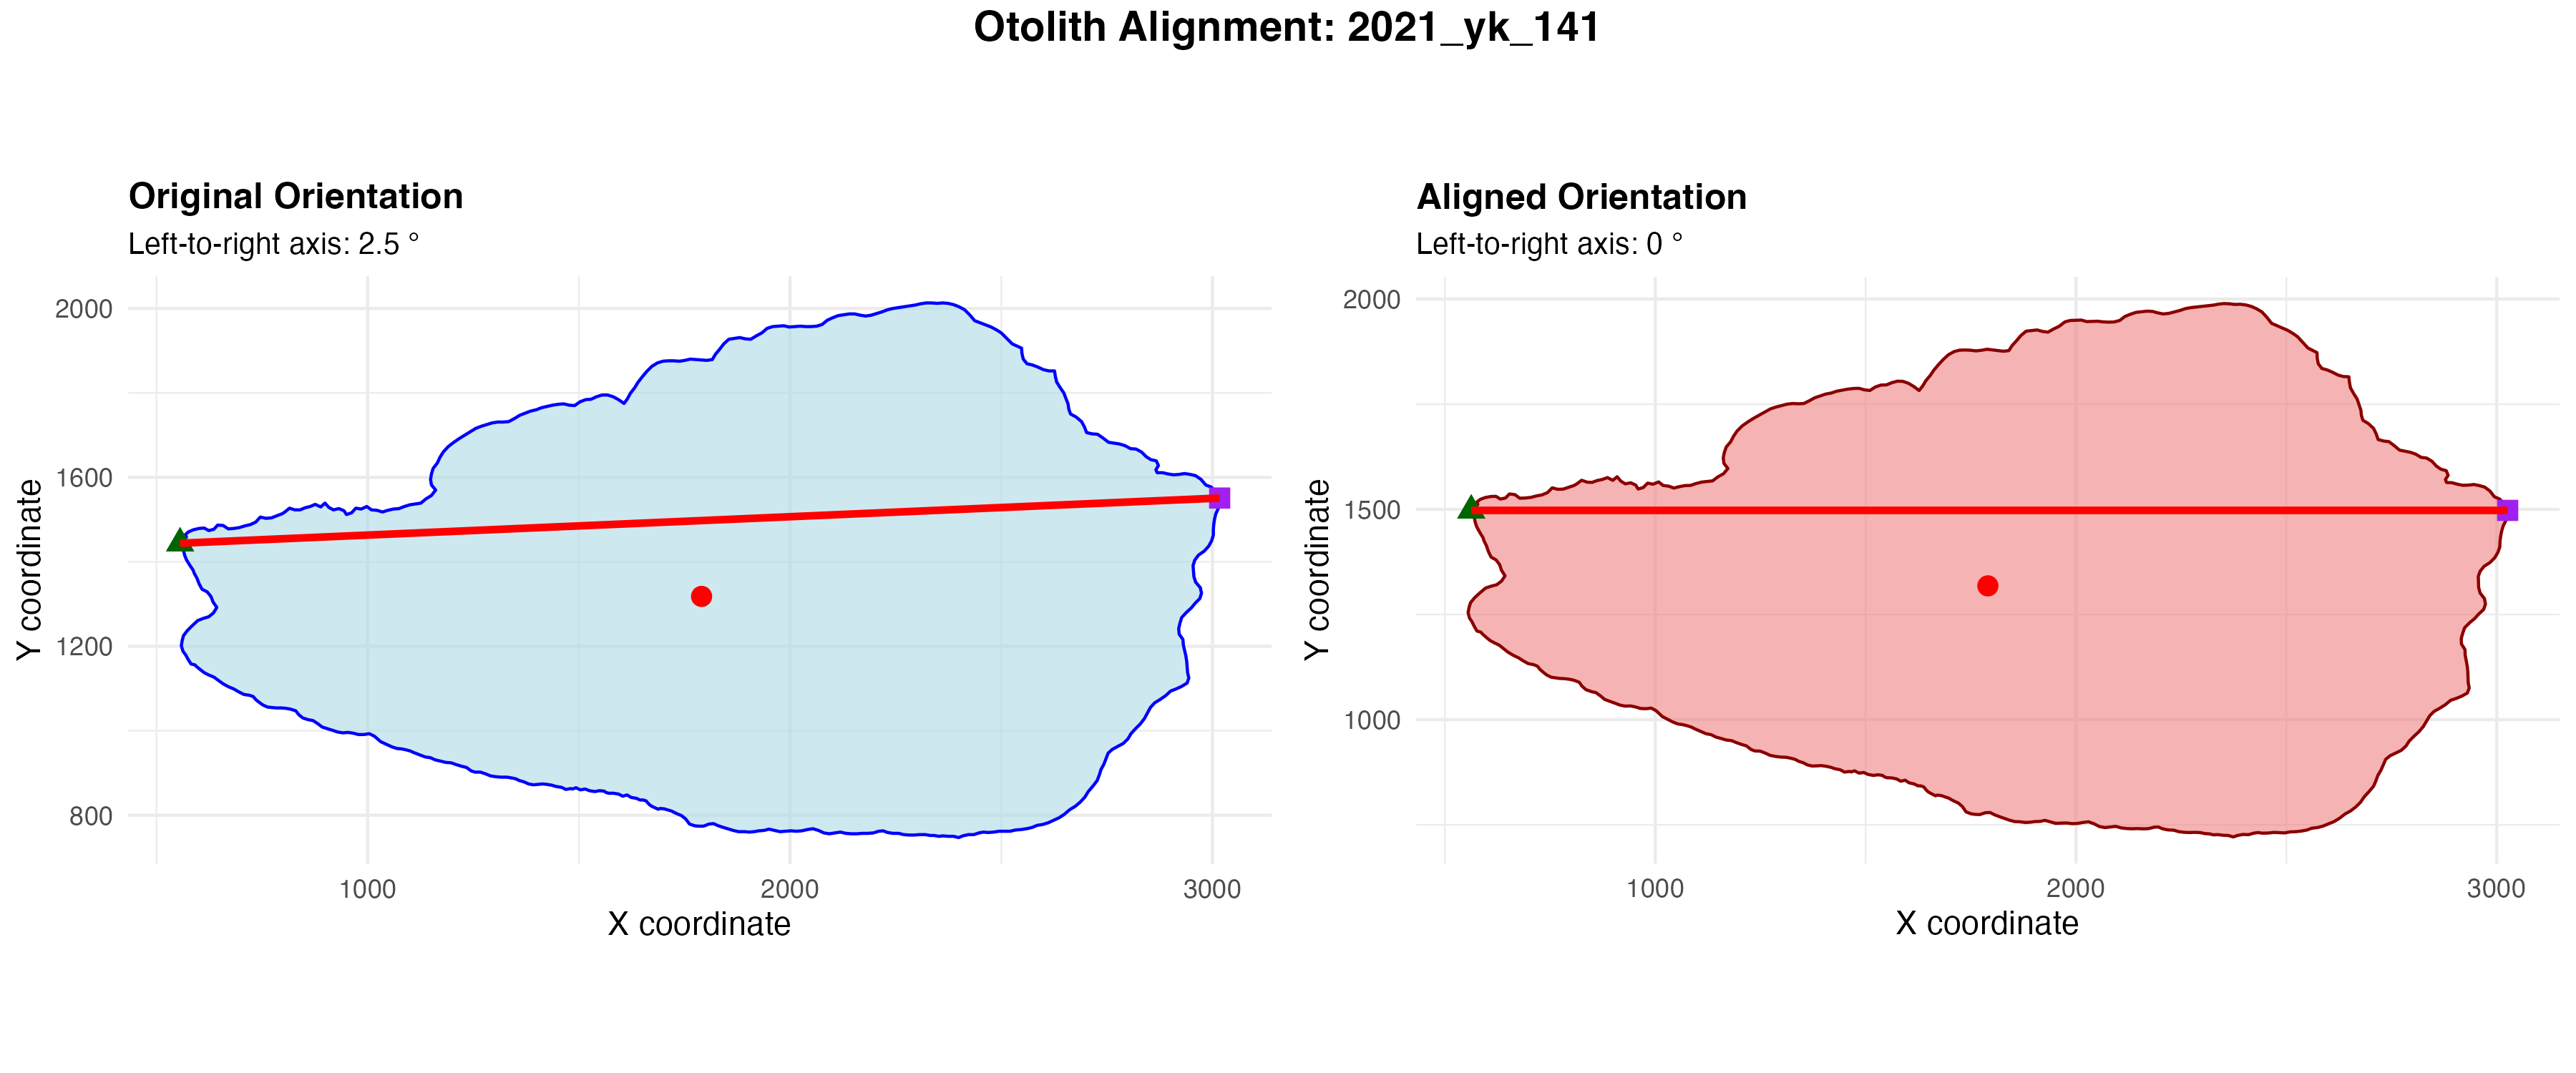 Otolith Alignment: 2021_yk_141
Original Orientation
Left-to-right axis: 2.5 °
2000
1600
1200
800
Y coordinate
1000 2000 3000
X coordinate
Aligned Orientation
Left-to-right axis: 0 °
2000
1500
1000
Y coordinate
1000 2000 3000
X coordinate